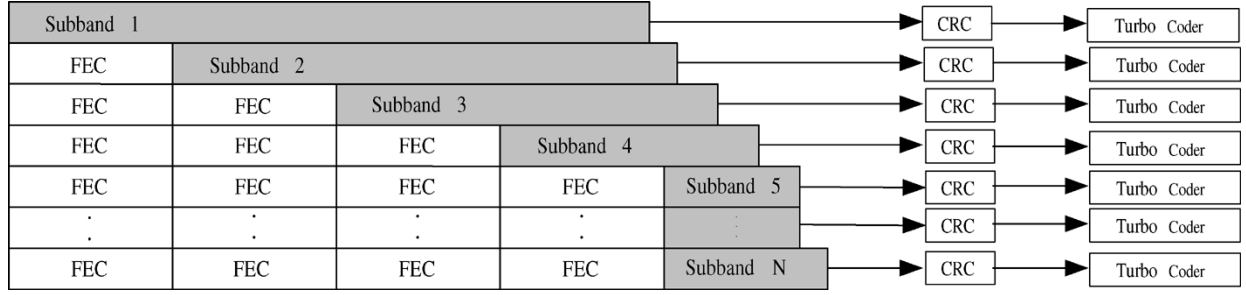 Subband 1 CRC Turbo Coder
FEC Subband 2 CRC Turbo Coder
FEC FEC Subband 3 CRC Turbo Coder
FEC FEC FEC Subband 4 CRC Turbo Coder
FEC FEC FEC FEC Subband 5 CRC Turbo Coder
: : : : : CRC Turbo Coder
FEC FEC FEC FEC Subband N CRC Turbo Coder